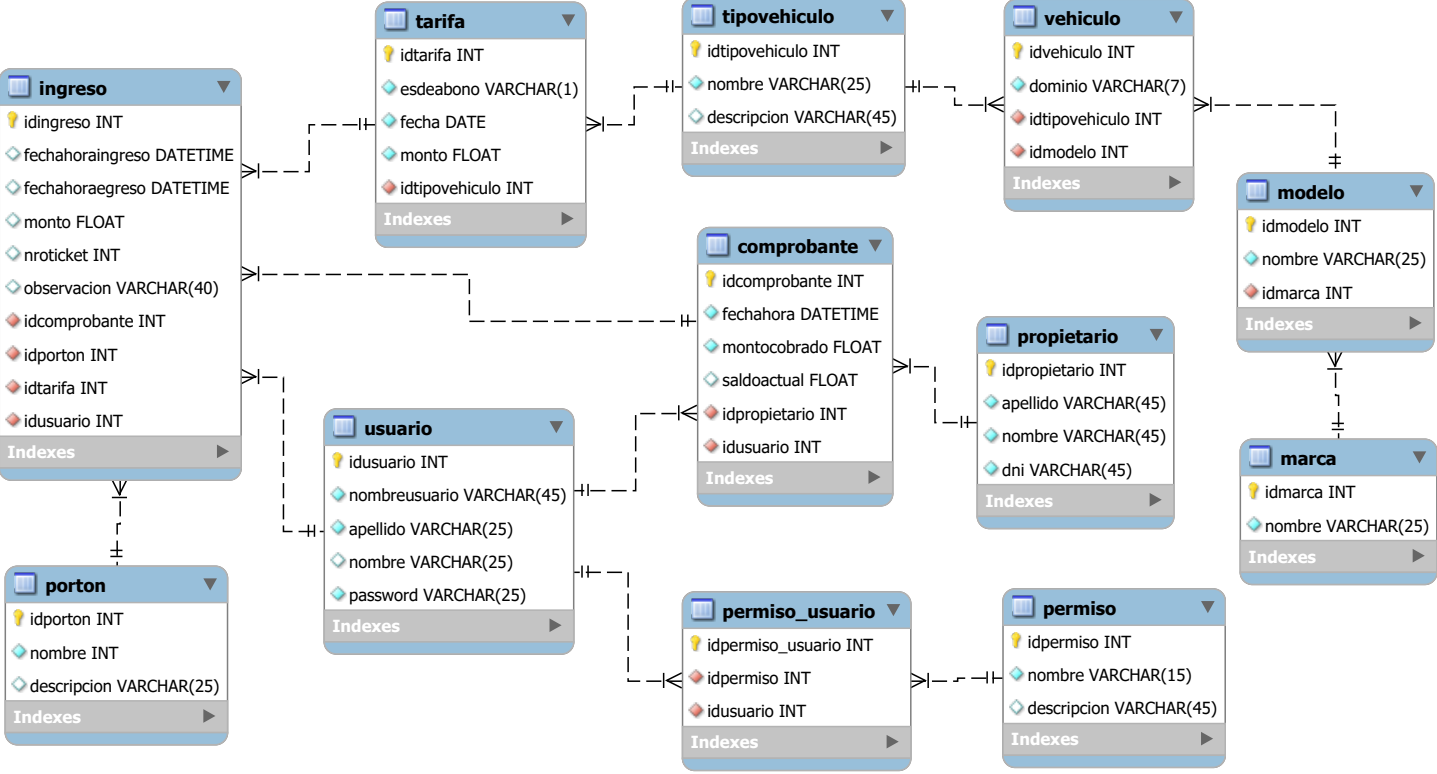 ingreso
idingreso INT
fechahoraingreso DATETIME
fechahoraegreso DATETIME
monto FLOAT
nroticket INT
observacion VARCHAR(40)
idcomprobante INT
idporton INT
idtarifa INT
idusuario INT
Indexes
tarifa
idtarifa INT
esdeabono VARCHAR(1)
fecha DATE
monto FLOAT
idtipovehiculo INT
Indexes
tipovehiculo
idtipovehiculo INT
nombre VARCHAR(25)
descripcion VARCHAR(45)
Indexes
vehiculo
idvehiculo INT
dominio VARCHAR(7)
idtipovehiculo INT
idmodelo INT
Indexes
modelo
idmodelo INT
nombre VARCHAR(25)
idmarca INT
Indexes
comprobante
idcomprobante INT
fechahora DATETIME
montocobrado FLOAT
saldoactual FLOAT
idpropietario INT
idusuario INT
Indexes
propietario
idpropietario INT
apellido VARCHAR(45)
nombre VARCHAR(45)
dni VARCHAR(45)
Indexes
marca
idmarca INT
nombre VARCHAR(25)
Indexes
usuario
idusuario INT
nombreusuario VARCHAR(45)
apellido VARCHAR(25)
nombre VARCHAR(25)
password VARCHAR(25)
Indexes
porton
idporton INT
nombre INT
descripcion VARCHAR(25)
Indexes
permiso_usuario
idpermiso_usuario INT
idpermiso INT
idusuario INT
Indexes
permiso
idpermiso INT
nombre VARCHAR(15)
descripcion VARCHAR(45)
Indexes